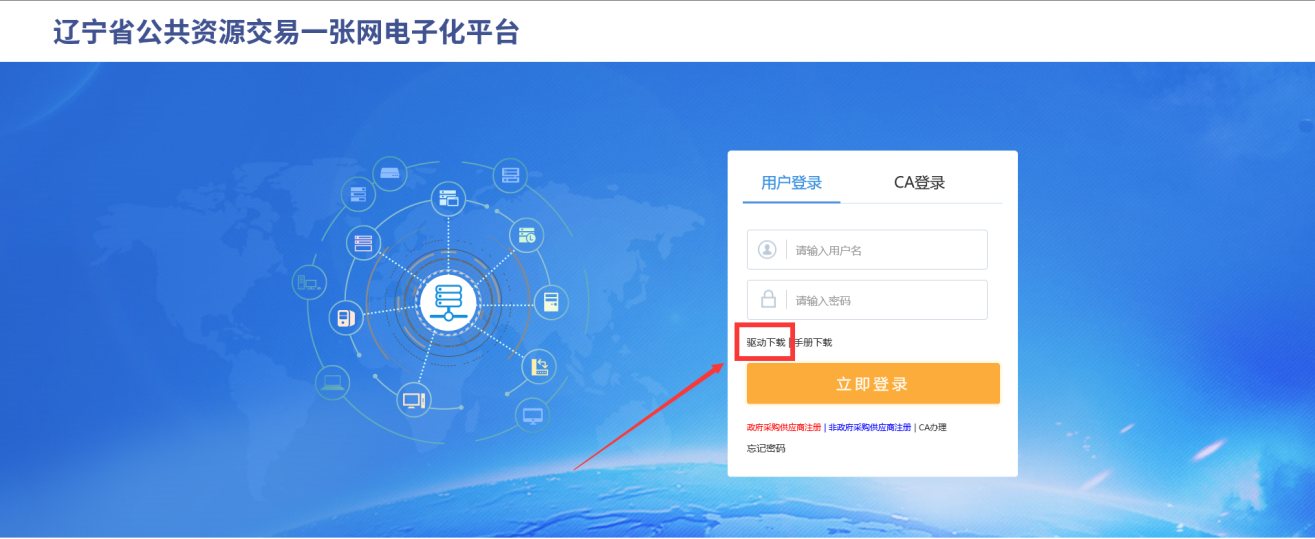 辽宁省公共资源交易一张网电子化平台
用户登录 CA登录
请输入用户名
请输入密码
驱动下载 | 手册下载
立即登录
政府采购供应商注册 | 非政府采购供应商注册 | CA办理
忘记密码